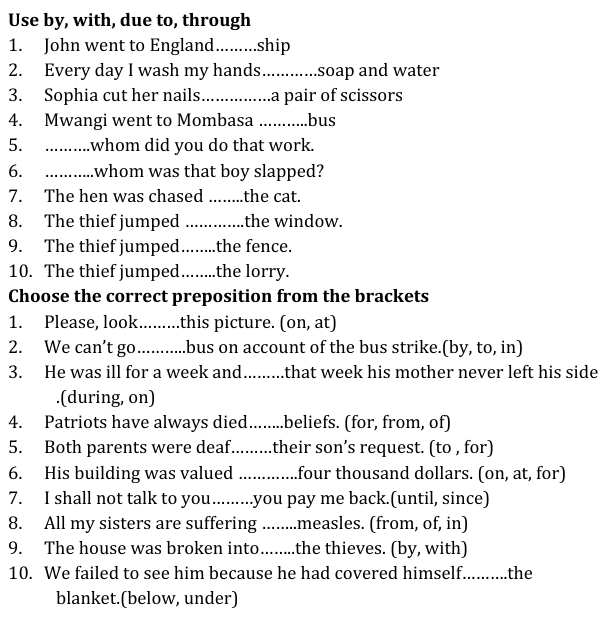 Use by, with, due to, through
1. John went to England.........ship
2. Every day I wash my hands............soap and water
3. Sophia cut her nails...............a pair of scissors
4. Mwangi went to Mombasa ...........bus
5. ..........whom did you do that work.
6. ...........whom was that boy slapped?
7. The hen was chased ........the cat.
8. The thief jumped .............the window.
9. The thief jumped........the fence.
10. The thief jumped........the lorry.
Choose the correct preposition from the brackets
1. Please, look.........this picture. (on, at)
2. We can’t go...........bus on account of the bus strike.(by, to, in)
3. He was ill for a week and.........that week his mother never left his side
.(during, on)
4. Patriots have always died........beliefs. (for, from, of)
5. Both parents were deaf.........their son’s request. (to , for)
6. His building was valued .............four thousand dollars. (on, at, for)
7. I shall not talk to you.........you pay me back.(until, since)
8. All my sisters are suffering ........measles. (from, of, in)
9. The house was broken into........the thieves. (by, with)
10. We failed to see him because he had covered himself..........the
blanket.(below, under)